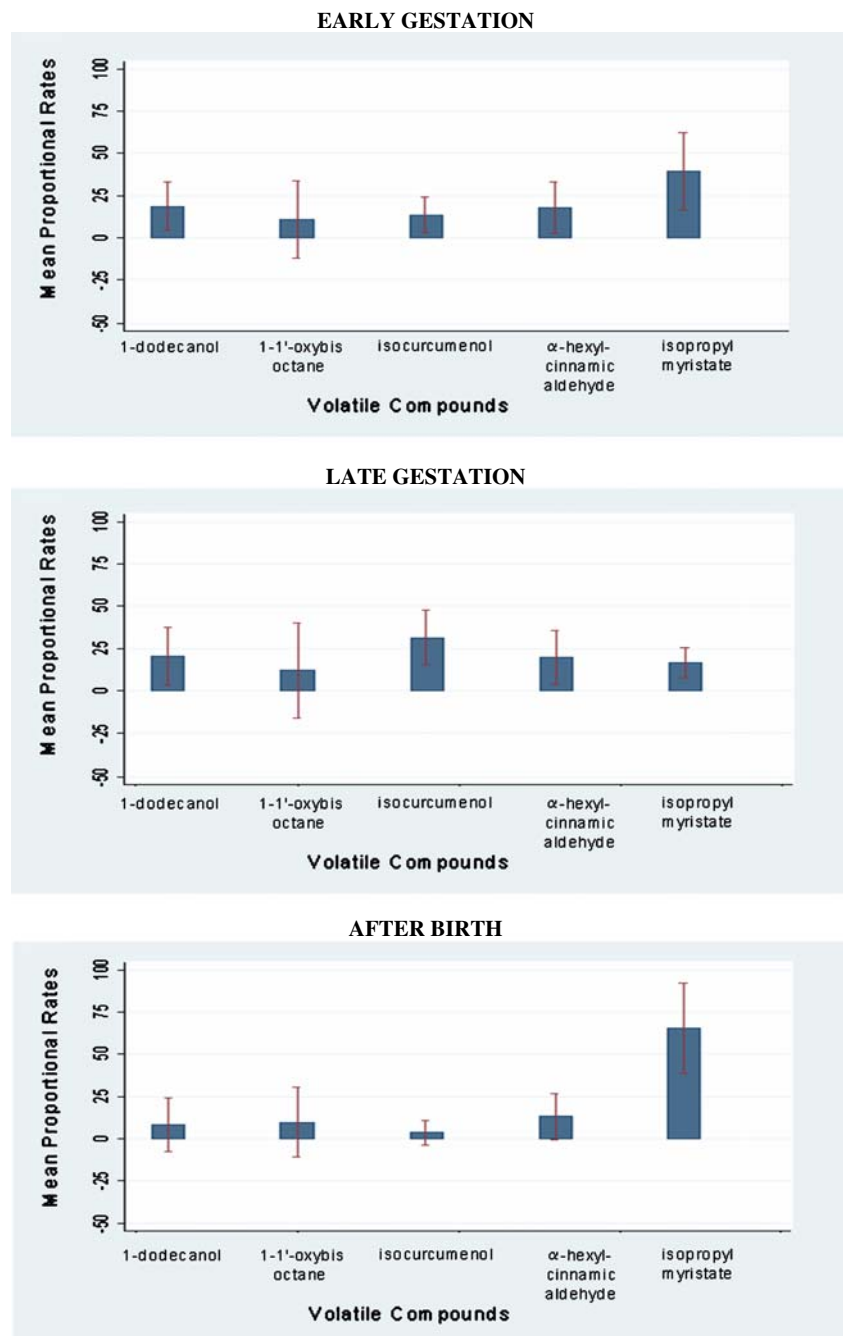 EARLY GESTATION
Mean Proportional Rates
100
75
50
25
0
-25
-50
1-dodecanol
1-1'-oxybis
octane
isocurcumenol
α-hexyl-
cinnamic
aldehyde
isopropyl
myristate
Volatile Compounds
LATE GESTATION
Mean Proportional Rates
100
75
50
25
0
-25
-50
1-dodecanol
1-1'-oxybis
octane
isocurcumenol
α-hexyl-
cinnamic
aldehyde
isopropyl
myristate
Volatile Compounds
AFTER BIRTH
Mean Proportional Rates
100
75
50
25
0
-25
-50
1-dodecanol
1-1'-oxybis
octane
isocurcumenol
α-hexyl-
cinnamic
aldehyde
isopropyl
myristate
Volatile Compounds